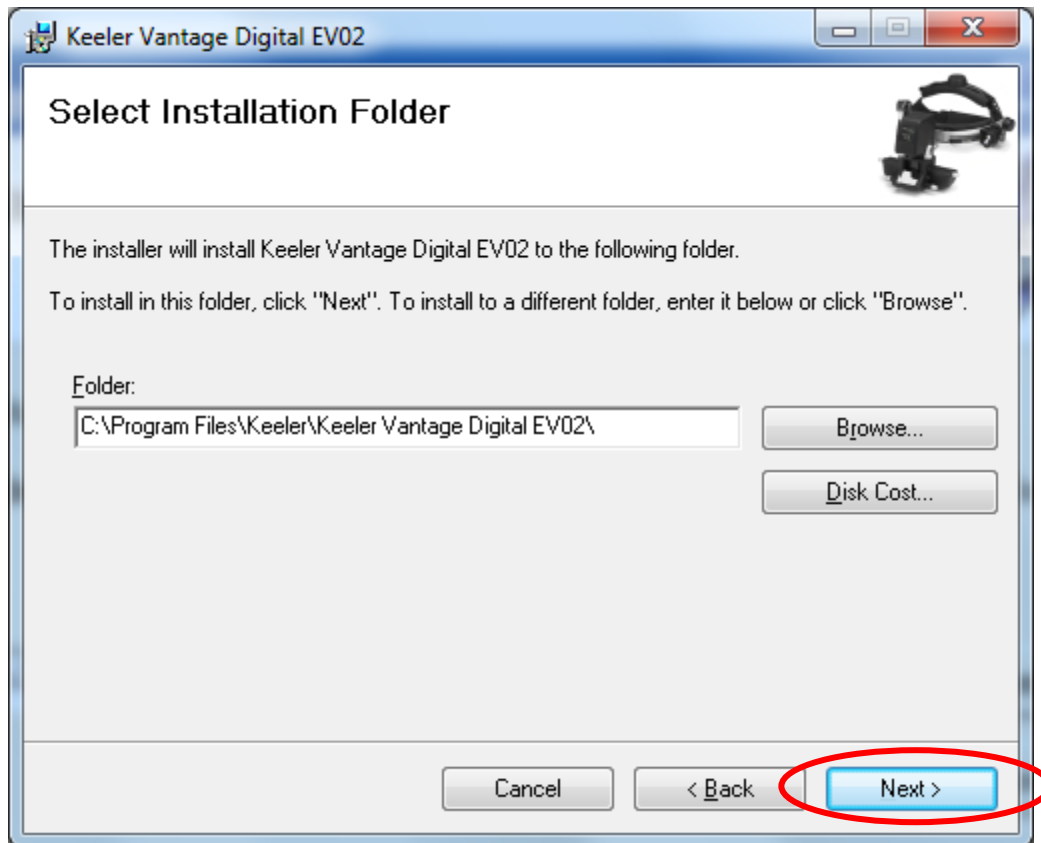 Keeler Vantage Digital EV02
Select Installation Folder
The installer will install Keeler Vantage Digital EV02 to the following folder.
To install in this folder, click "Next". To install to a different folder, enter it below or click "Browse".
Folder:
C:\Program Files\Keeler\Keeler Vantage Digital EV02\
Browse...
Disk Cost...
Cancel
< Back
Next >